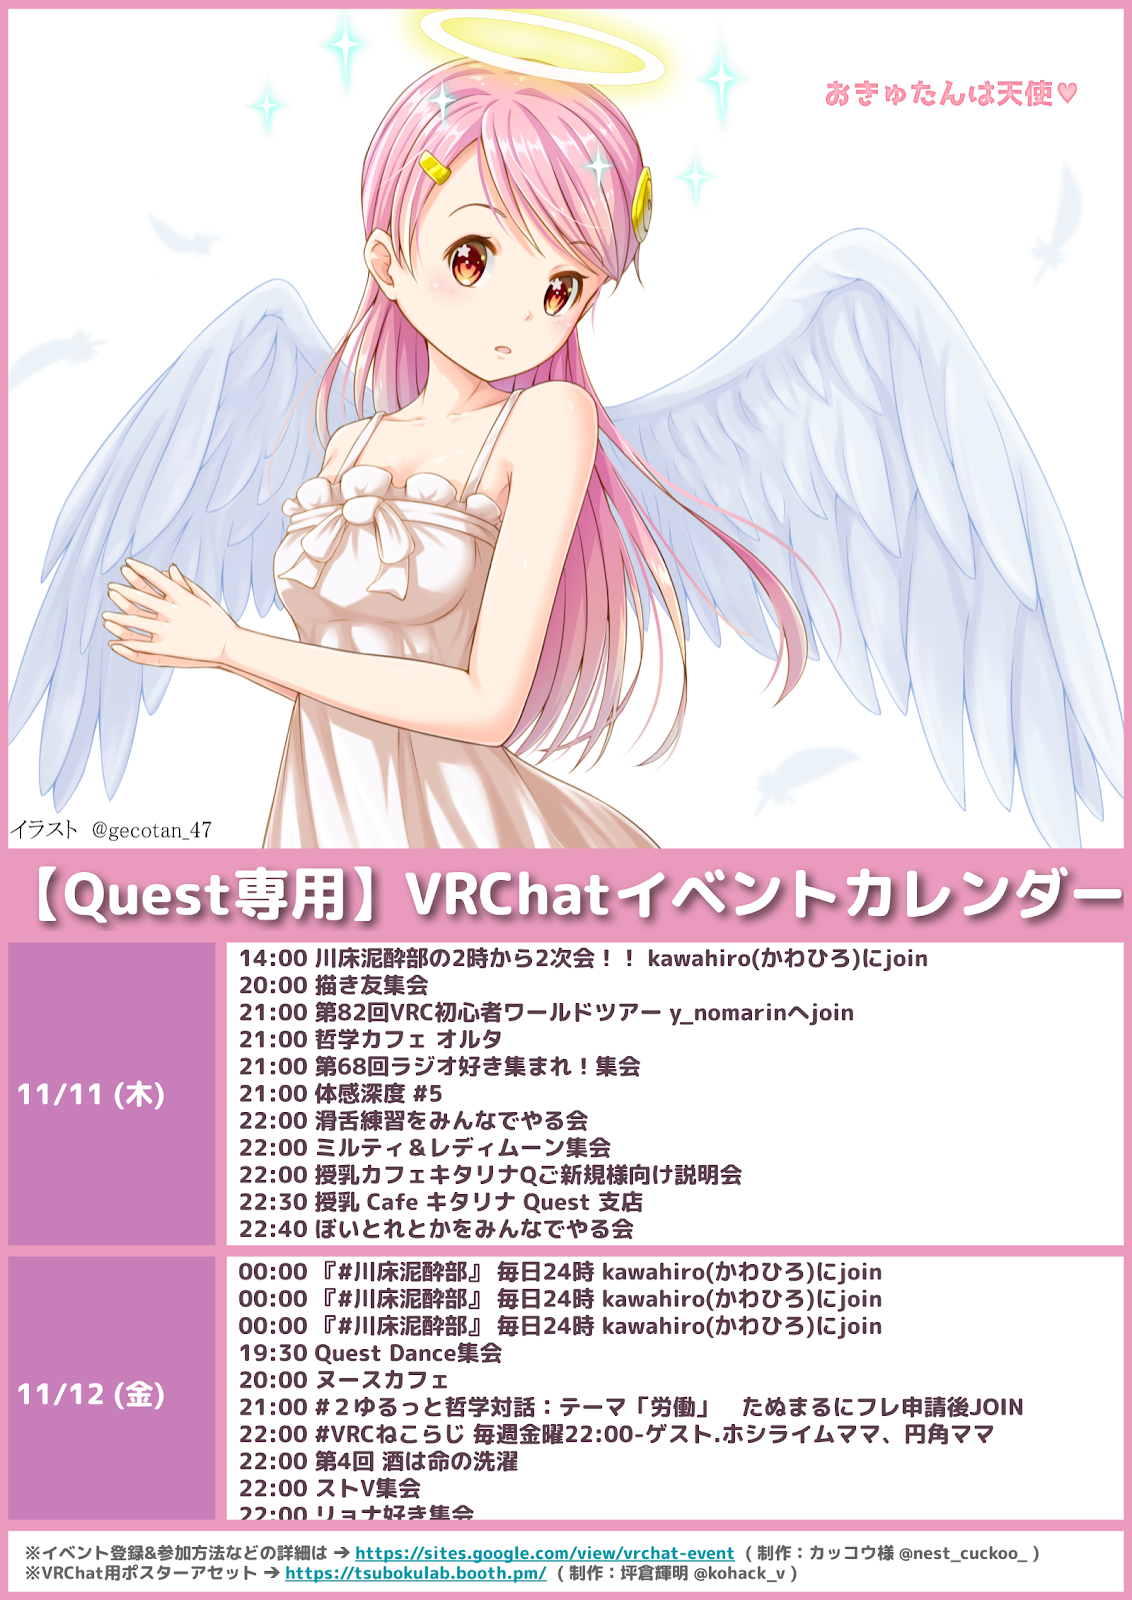 おきゅたんは天使♥
イラスト @gecotan_47
【Quest専用】VRChatイベントカレンダー
11/11 (木)
14:00 川床泥酔部の2時から2次会！！ kawahiro(かわひろ)にjoin
20:00 描き友集会
21:00 第82回VRC初心者ワールドツアー y_nomarinへjoin
21:00 哲学カフェ オルタ
21:00 第68回ラジオ好き集まれ！集会
21:00 体感深度 #5
22:00 滑舌練習をみんなでやる会
22:00 ミルティ＆レディムーン集会
22:00 授乳カフェキタリナQご新規様向け説明会
22:30 授乳 Cafe キタリナ Quest 支店
22:40 ぼいとれとかをみんなでやる会
11/12 (金)
00:00 『#川床泥酔部』 毎日24時 kawahiro(かわひろ)にjoin
00:00 『#川床泥酔部』 毎日24時 kawahiro(かわひろ)にjoin
00:00 『#川床泥酔部』 毎日24時 kawahiro(かわひろ)にjoin
19:30 Quest Dance集会
20:00 ヌースカフェ
21:00 #２ゆるっと哲学対話：テーマ「労働」　たぬまるにフレ申請後JOIN
22:00 #VRCねこらじ 毎週金曜22:00-ゲスト.ホシライムママ、円角ママ
22:00 第4回 酒は命の洗濯
22:00 ストV集会
22:00 リョナ好き集会
※イベント登録&参加方法などの詳細は ➔ https://sites.google.com/view/vrchat-event ( 制作：カッコウ様 @nest_cuckoo_ )
※VRChat用ポスターアセット ➔ https://tsubokulab.booth.pm/ ( 制作：坪倉輝明 @kohack_v )